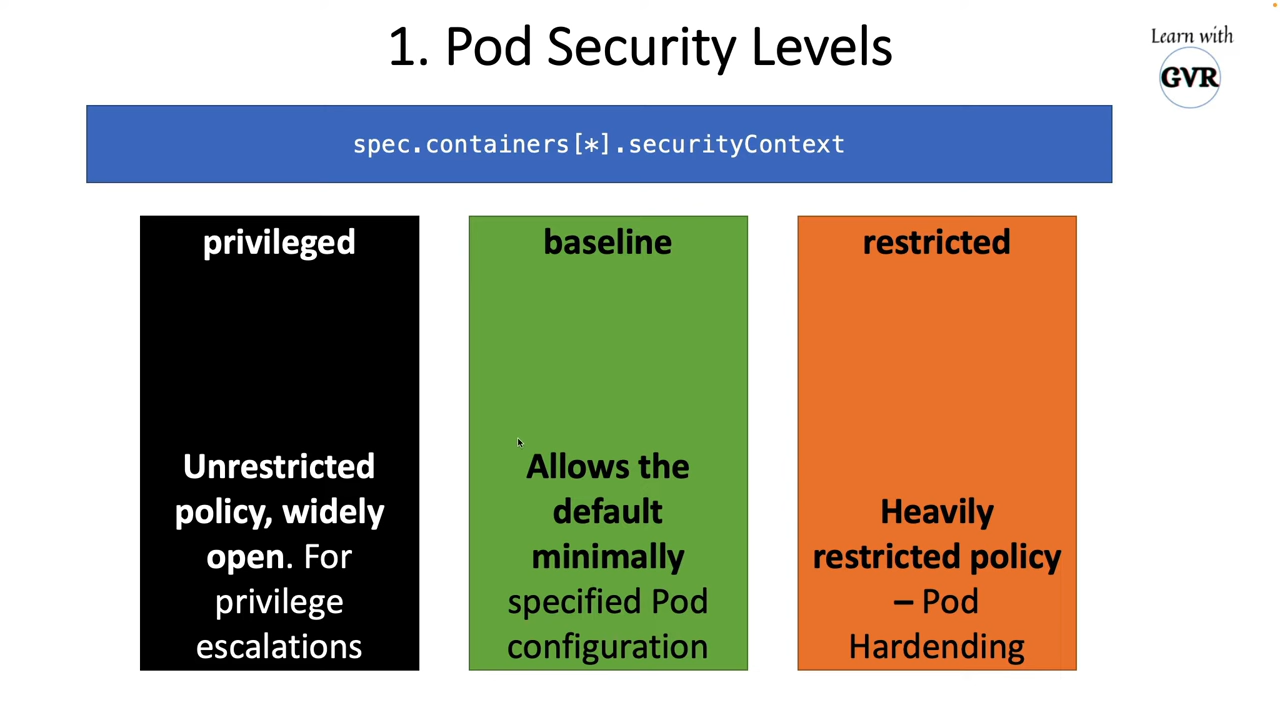 1. Pod Security Levels
Learn with
GVR
spec.containers[*].securityContext
privileged
Unrestricted
policy, widely
open. For
privilege
escalations
baseline
Allows the
default
minimally
specified Pod
configuration
restricted
Heavily
restricted policy
– Pod
Hardending